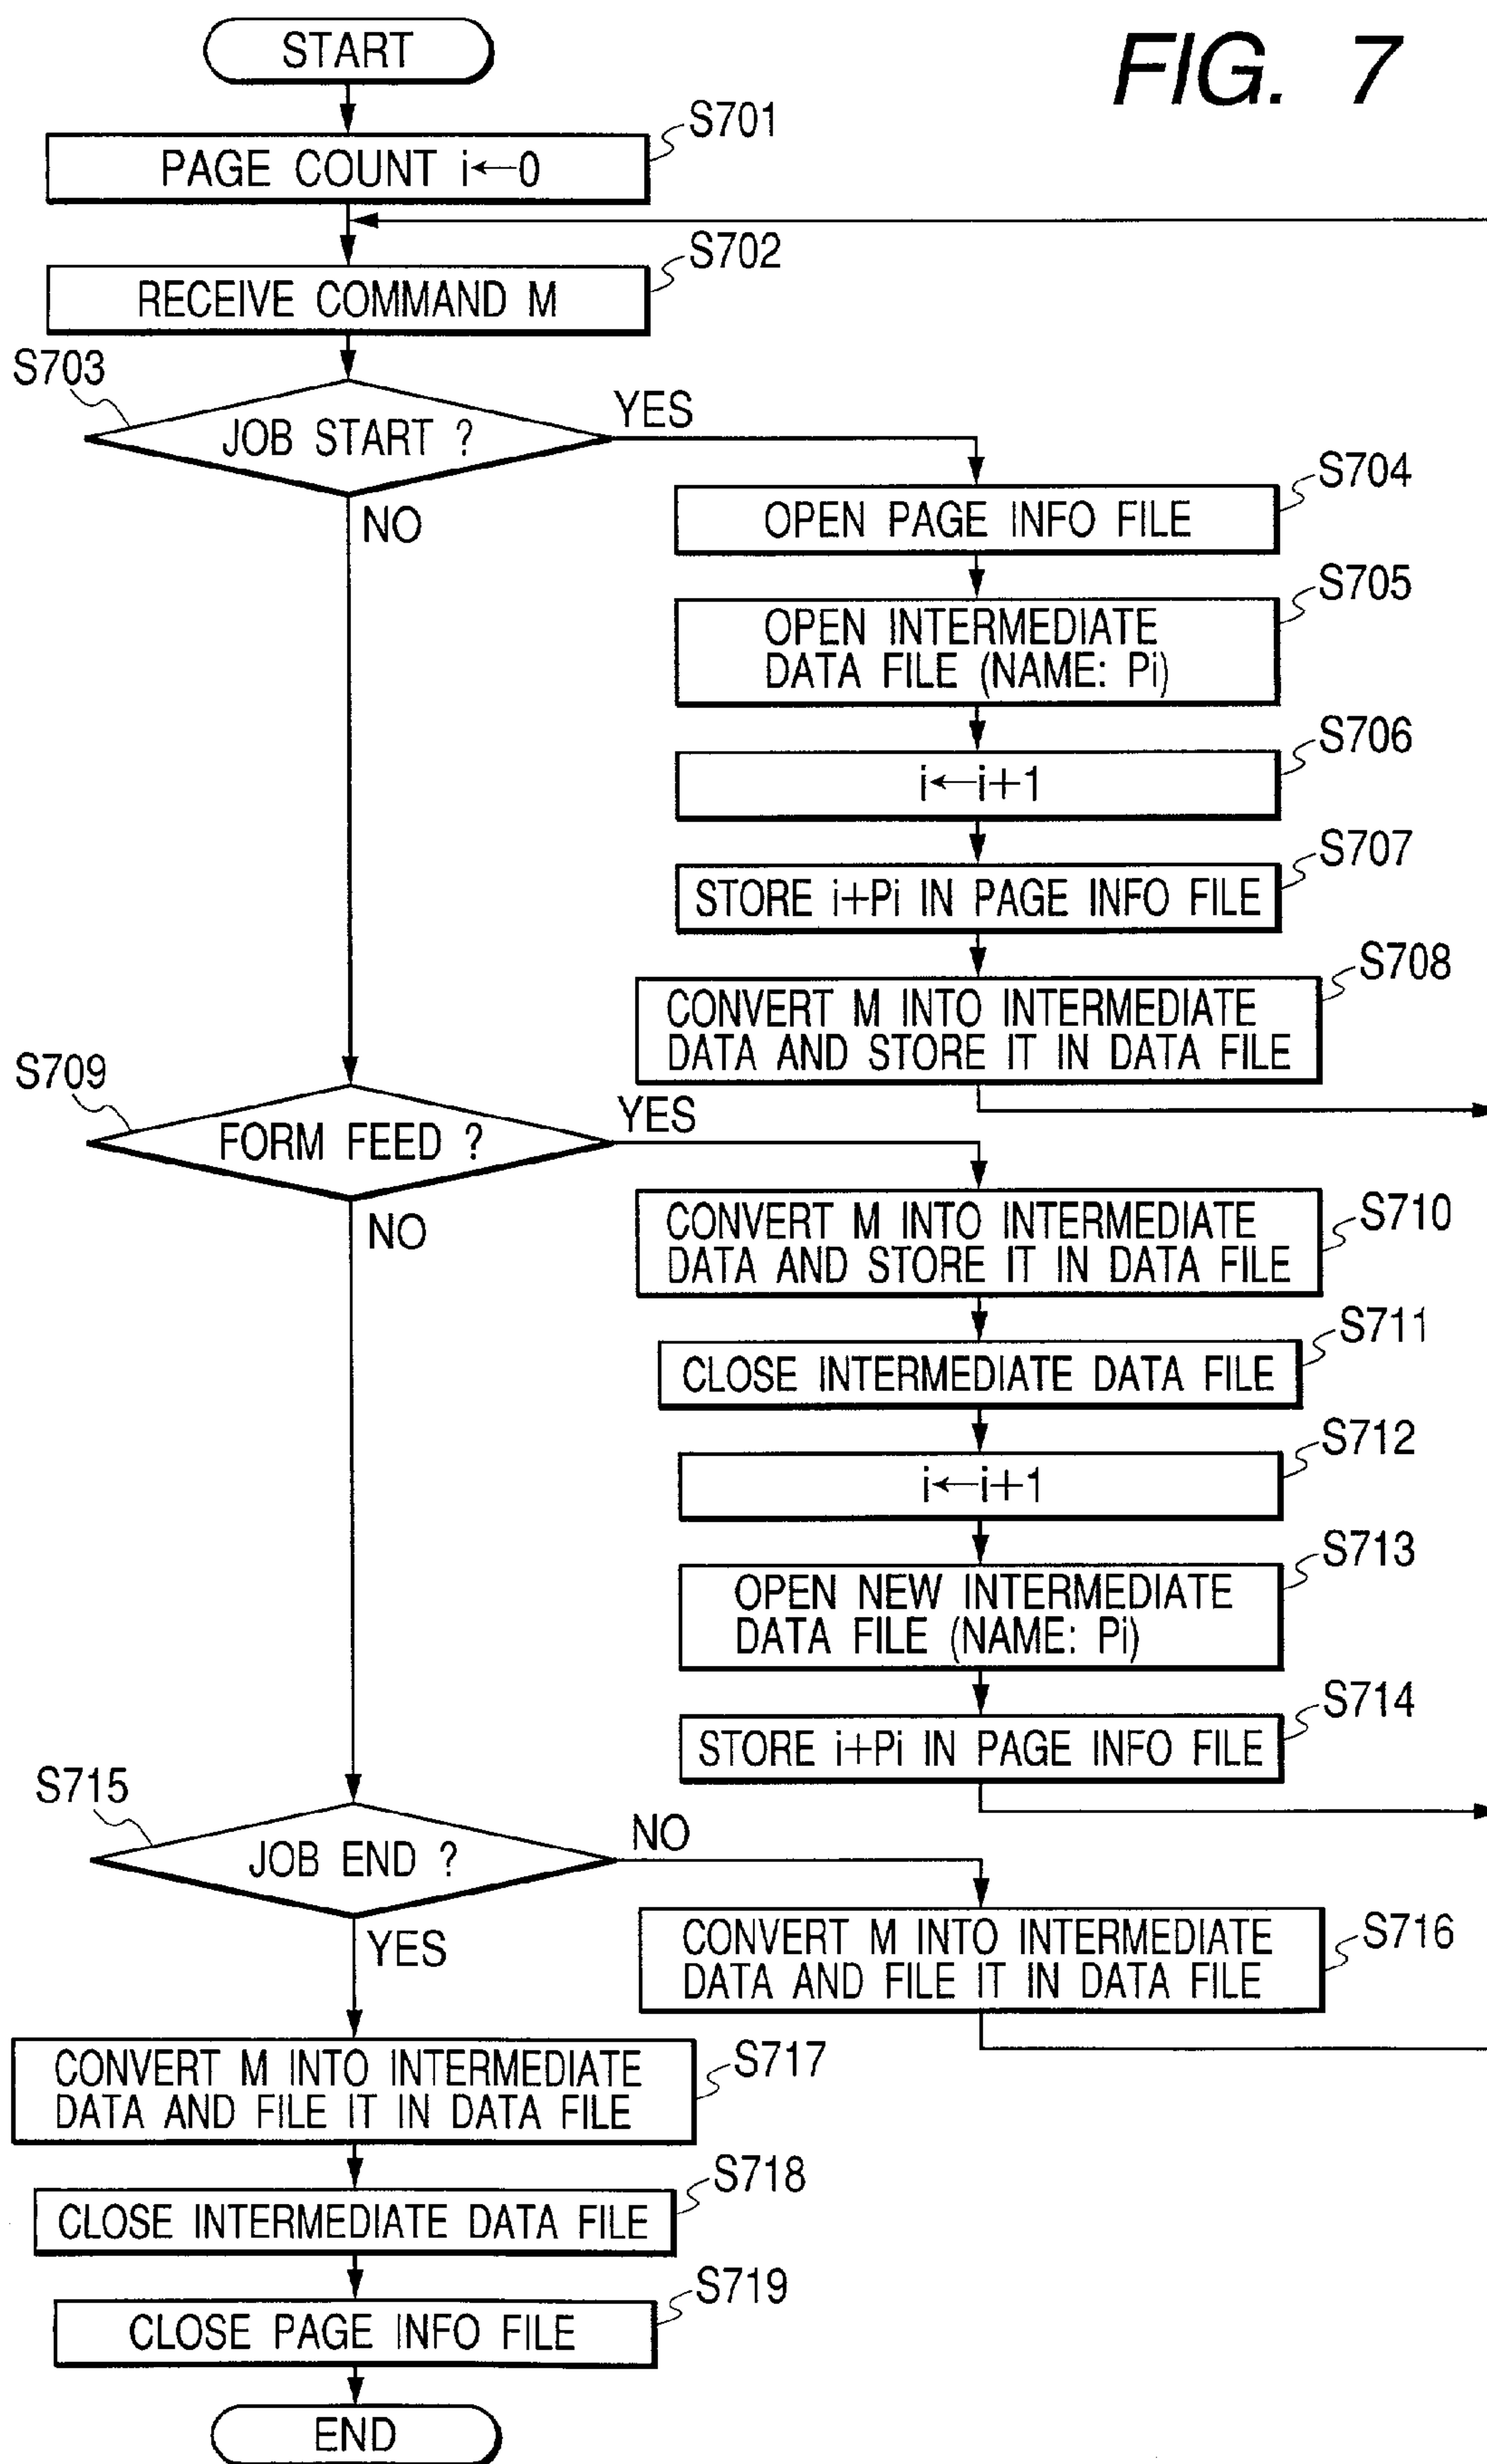 FIG. 7
START
S701
PAGE COUNT i←0
S702
RECEIVE COMMAND M
S703
JOB START ?
YES
NO
S704
OPEN PAGE INFO FILE
S705
OPEN INTERMEDIATE
DATA FILE (NAME: Pi)
S706
i←i+1
S707
STORE i+Pi IN PAGE INFO FILE
S708
CONVERT M INTO INTERMEDIATE
DATA AND STORE IT IN DATA FILE
S709
FORM FEED ?
YES
NO
S710
CONVERT M INTO INTERMEDIATE
DATA AND STORE IT IN DATA FILE
S711
CLOSE INTERMEDIATE DATA FILE
S712
i←i+1
S713
OPEN NEW INTERMEDIATE
DATA FILE (NAME: Pi)
S714
STORE i+Pi IN PAGE INFO FILE
S715
JOB END ?
NO
YES
S716
CONVERT M INTO INTERMEDIATE
DATA AND FILE IT IN DATA FILE
S717
CONVERT M INTO INTERMEDIATE
DATA AND FILE IT IN DATA FILE
S718
CLOSE INTERMEDIATE DATA FILE
S719
CLOSE PAGE INFO FILE
END